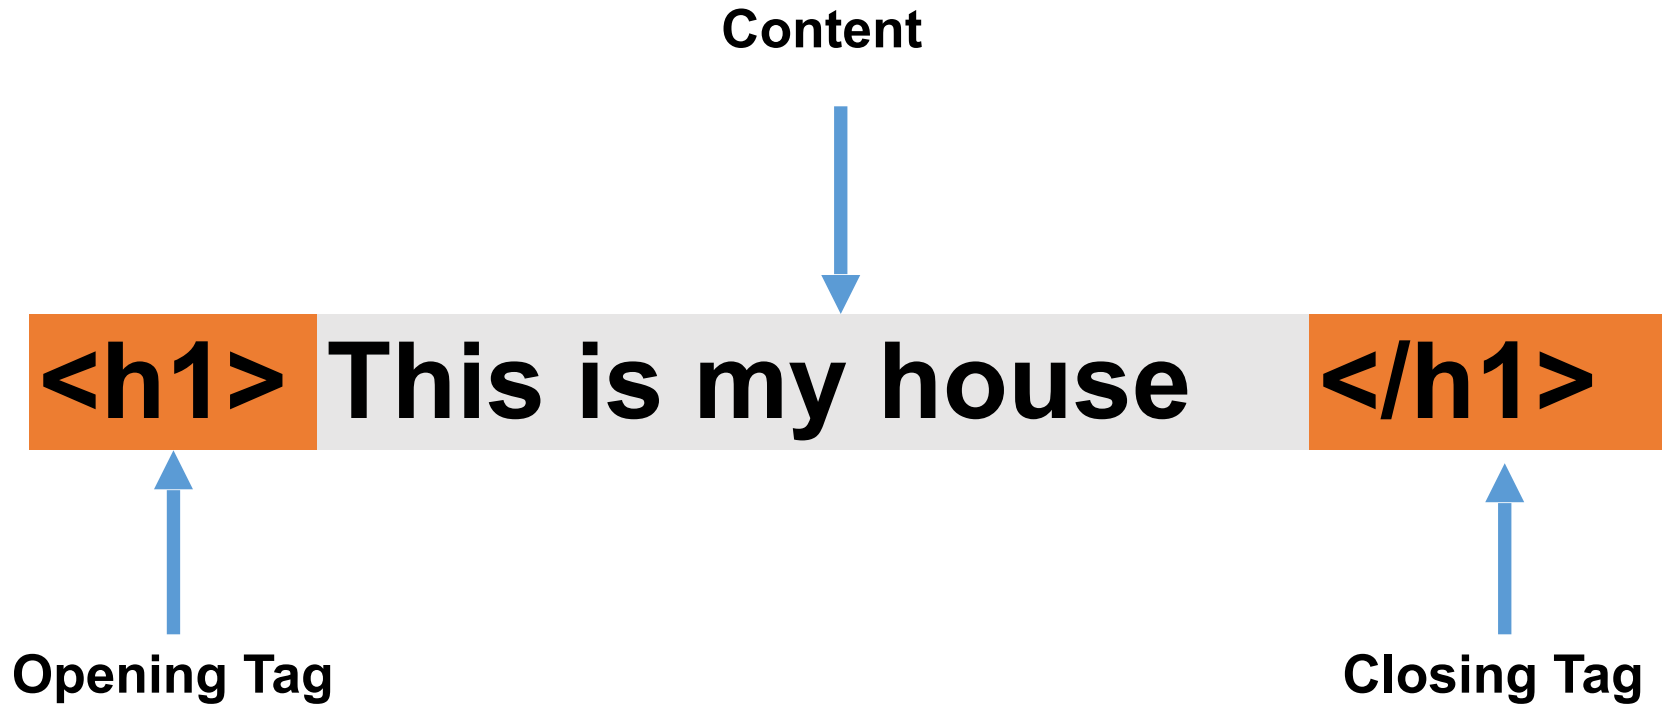 Content
<h1> This is my house </h1>
Opening Tag
Closing Tag